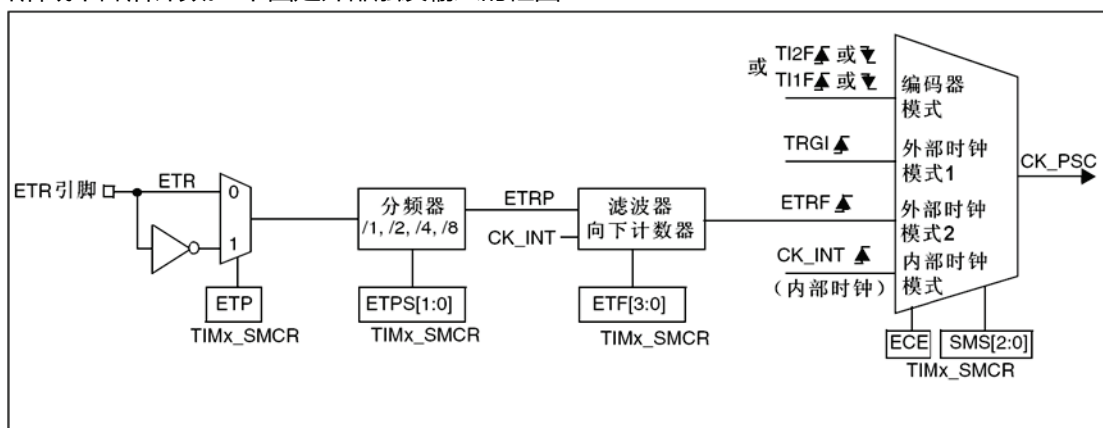 或 TI2F 或
TI1F 或
编码器
模式
TRGI
外部时钟
模式1
CK_PSC
ETR引脚
ETR
0
1
ETP
TIMx_SMCR
分频器
/1, /2, /4, /8
ETPS[1:0]
TIMx_SMCR
ETRP
CK_INT
滤波器
向下计数器
ETF[3:0]
TIMx_SMCR
ETRF
外部时钟
模式2
CK_INT
(内部时钟)
内部时钟
模式
ECE
SMS[2:0]
TIMx_SMCR